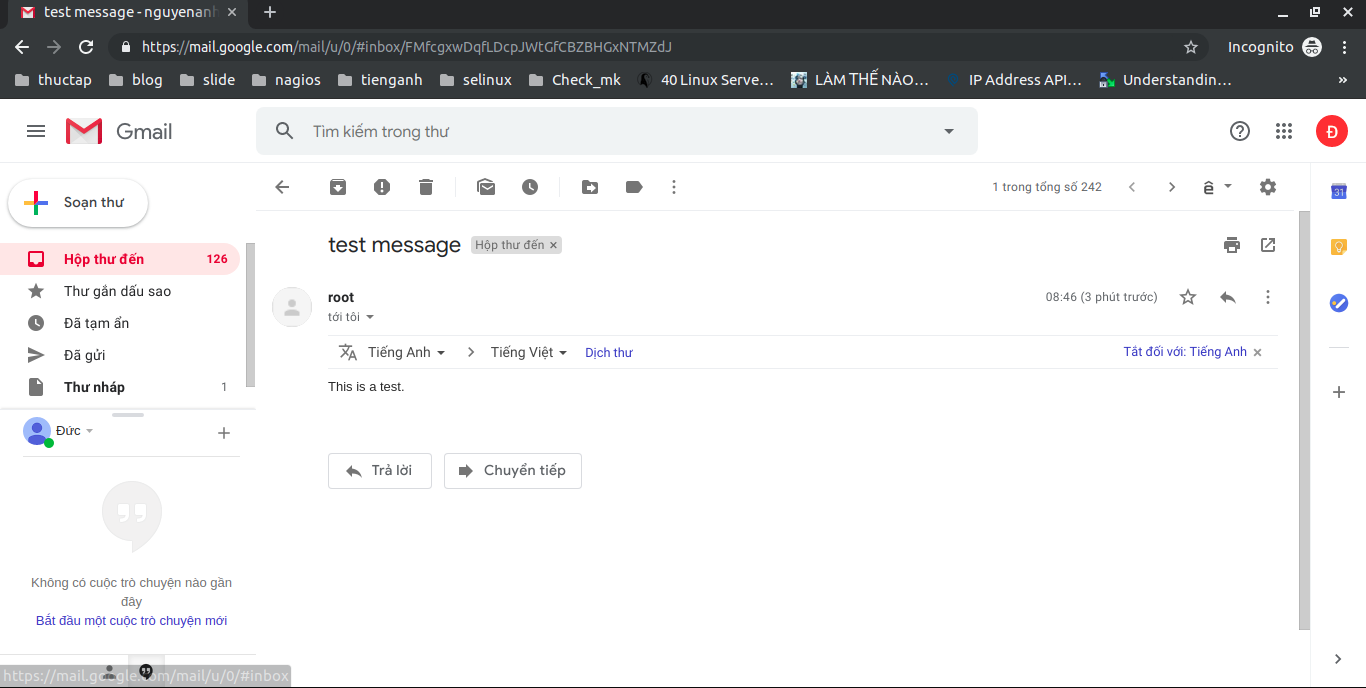 test message - nguyenanh
https://mail.google.com/mail/u/0/#inbox/FMfcgxwDqfLDcpJWtGfCBZBHGxNTMZdJ
Incognito
thuctap blog slide nagios tienganh selinux Check_mk 40 Linux Serve... LÀM THẾ NÀO... IP Address API... Understandin... »
Gmail
Tìm kiếm trong thư
Đ
Soạn thư
1 trong tổng số 242
ê
31
test message
Hộp thư đến ×
Hộp thư đến 126
Thư gắn dấu sao
Đã tạm ẩn
Đã gửi
Thư nháp 1
root
08:46 (3 phút trước)
tới tôi
Tiếng Anh > Tiếng Việt Dịch thư
Tắt đối với: Tiếng Anh ×
This is a test.
Đức
Trả lời
Chuyển tiếp
Không có cuộc trò chuyện nào gần
đây
Bắt đầu một cuộc trò chuyện mới
https://mail.google.com/mail/u/0/#inbox